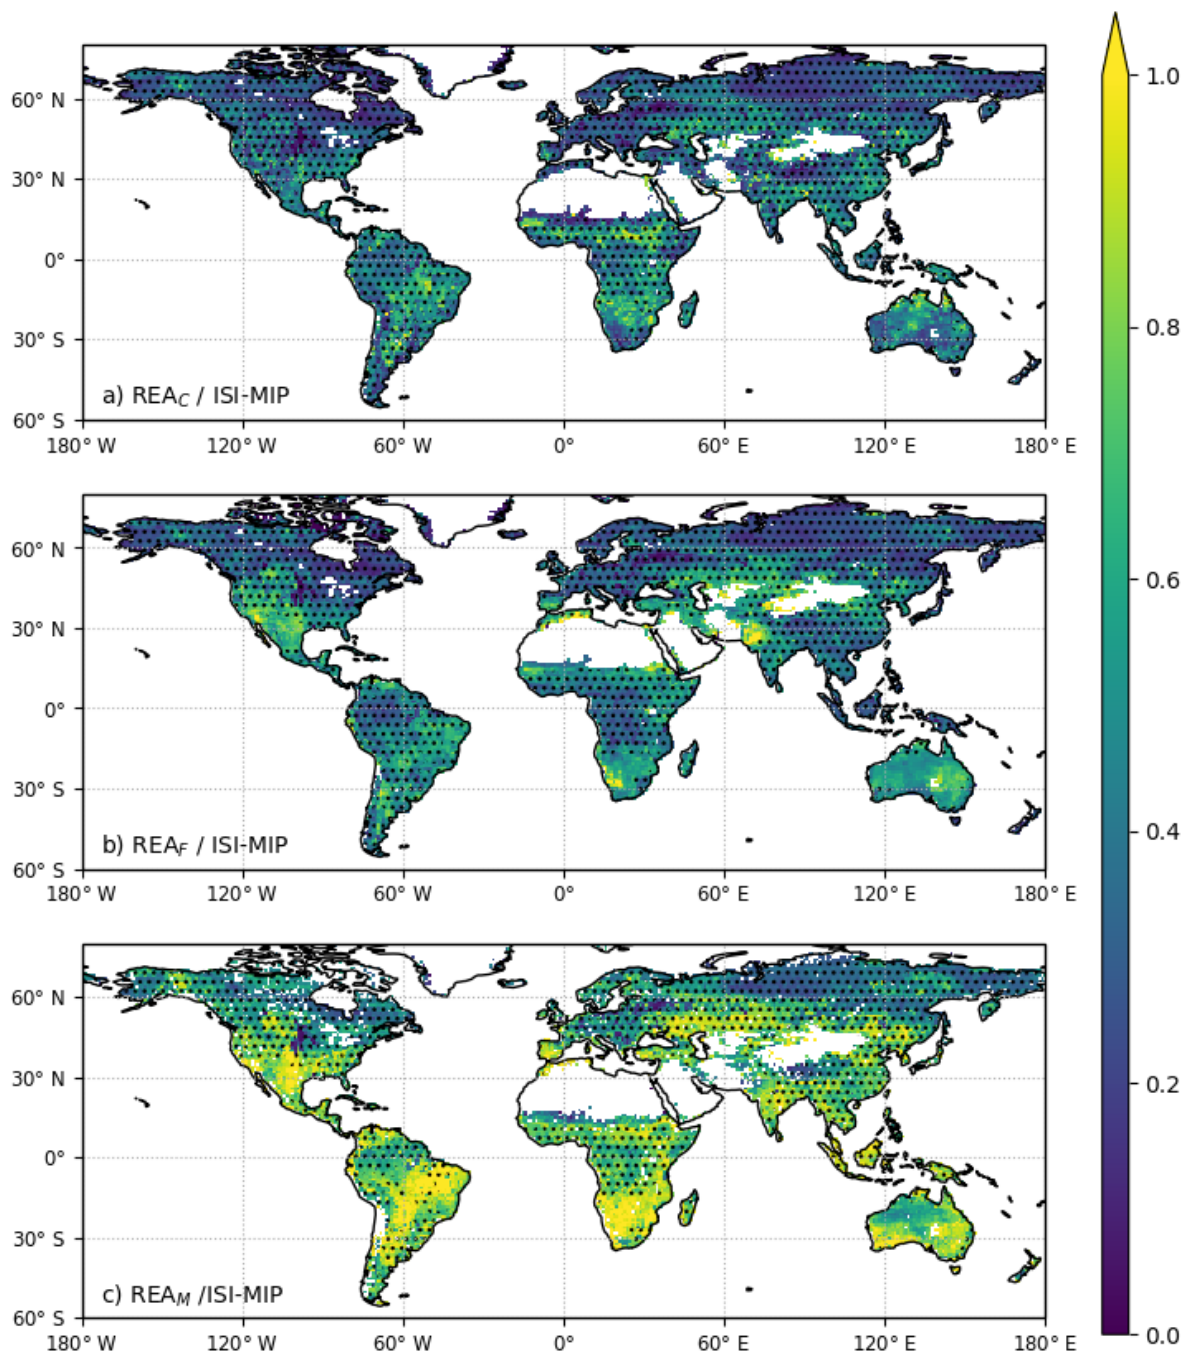 1.0
60° N
30° N
0°
30° S
a) REA_C / ISI-MIP
60° S
180° W 120° W 60° W 0° 60° E 120° E 180° E
0.8
60° N
0.6
30° N
0°
0.4
30° S
b) REA_F / ISI-MIP
60° S
180° W 120° W 60° W 0° 60° E 120° E 180° E
60° N
30° N
0.2
0°
30° S
c) REA_M /ISI-MIP
60° S
0.0
180° W 120° W 60° W 0° 60° E 120° E 180° E